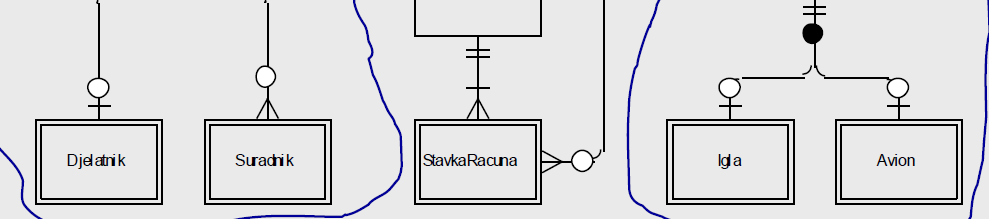 Djelatnik
Suradnik
StavkaRacuna
Igla
Avion